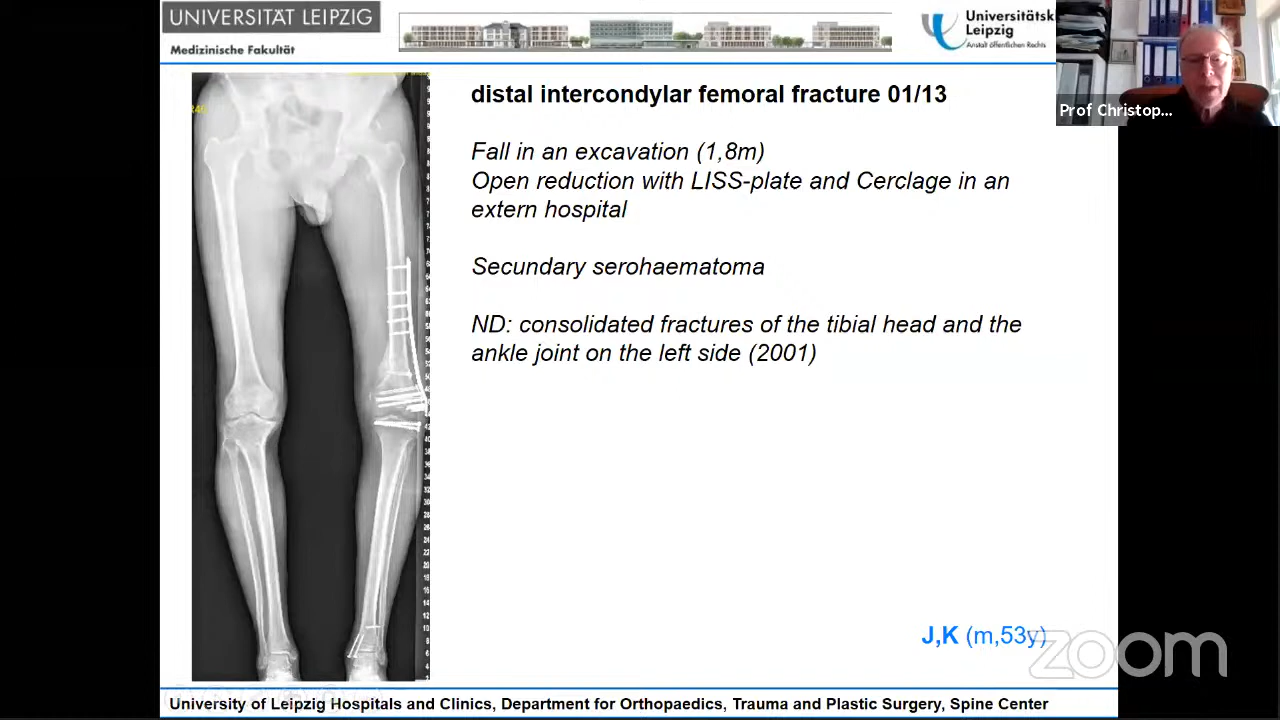 UNIVERSITÄT LEIPZIG
Medizinische Fakultät
Universitätsk
Leipzig
Anstalt öffentlichen Rechts
Prof Christop...
distal intercondylar femoral fracture 01/13
Fall in an excavation (1,8m)
Open reduction with LISS-plate and Cerclage in an
extern hospital
Secundary serohaematoma
ND: consolidated fractures of the tibial head and the
ankle joint on the left side (2001)
J,K (m,53y)
zoom
University of Leipzig Hospitals and Clinics, Department for Orthopaedics, Trauma and Plastic Surgery, Spine Center